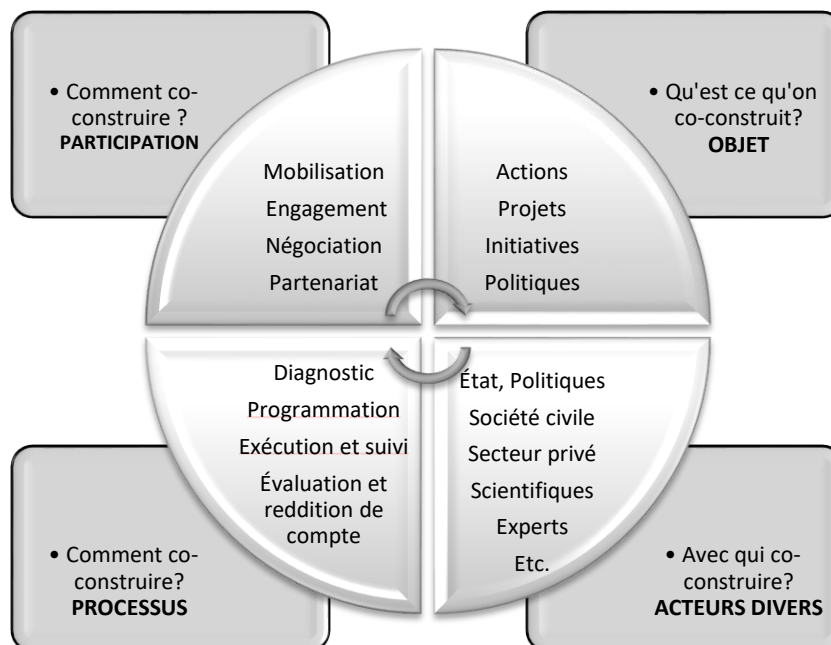 • Comment co-
construire ?
PARTICIPATION
Mobilisation
Engagement
Négociation
Partenariat
• Qu'est ce qu'on
co-construit?
OBJET
Actions
Projets
Initiatives
Politiques
Diagnostic
Programmation
Exécution et suivi
Évaluation et
reddition de
compte
• Comment co-
construire?
PROCESSUS
État, Politiques
Société civile
Secteur privé
Scientifiques
Experts
Etc.
• Avec qui co-
construire?
ACTEURS DIVERS